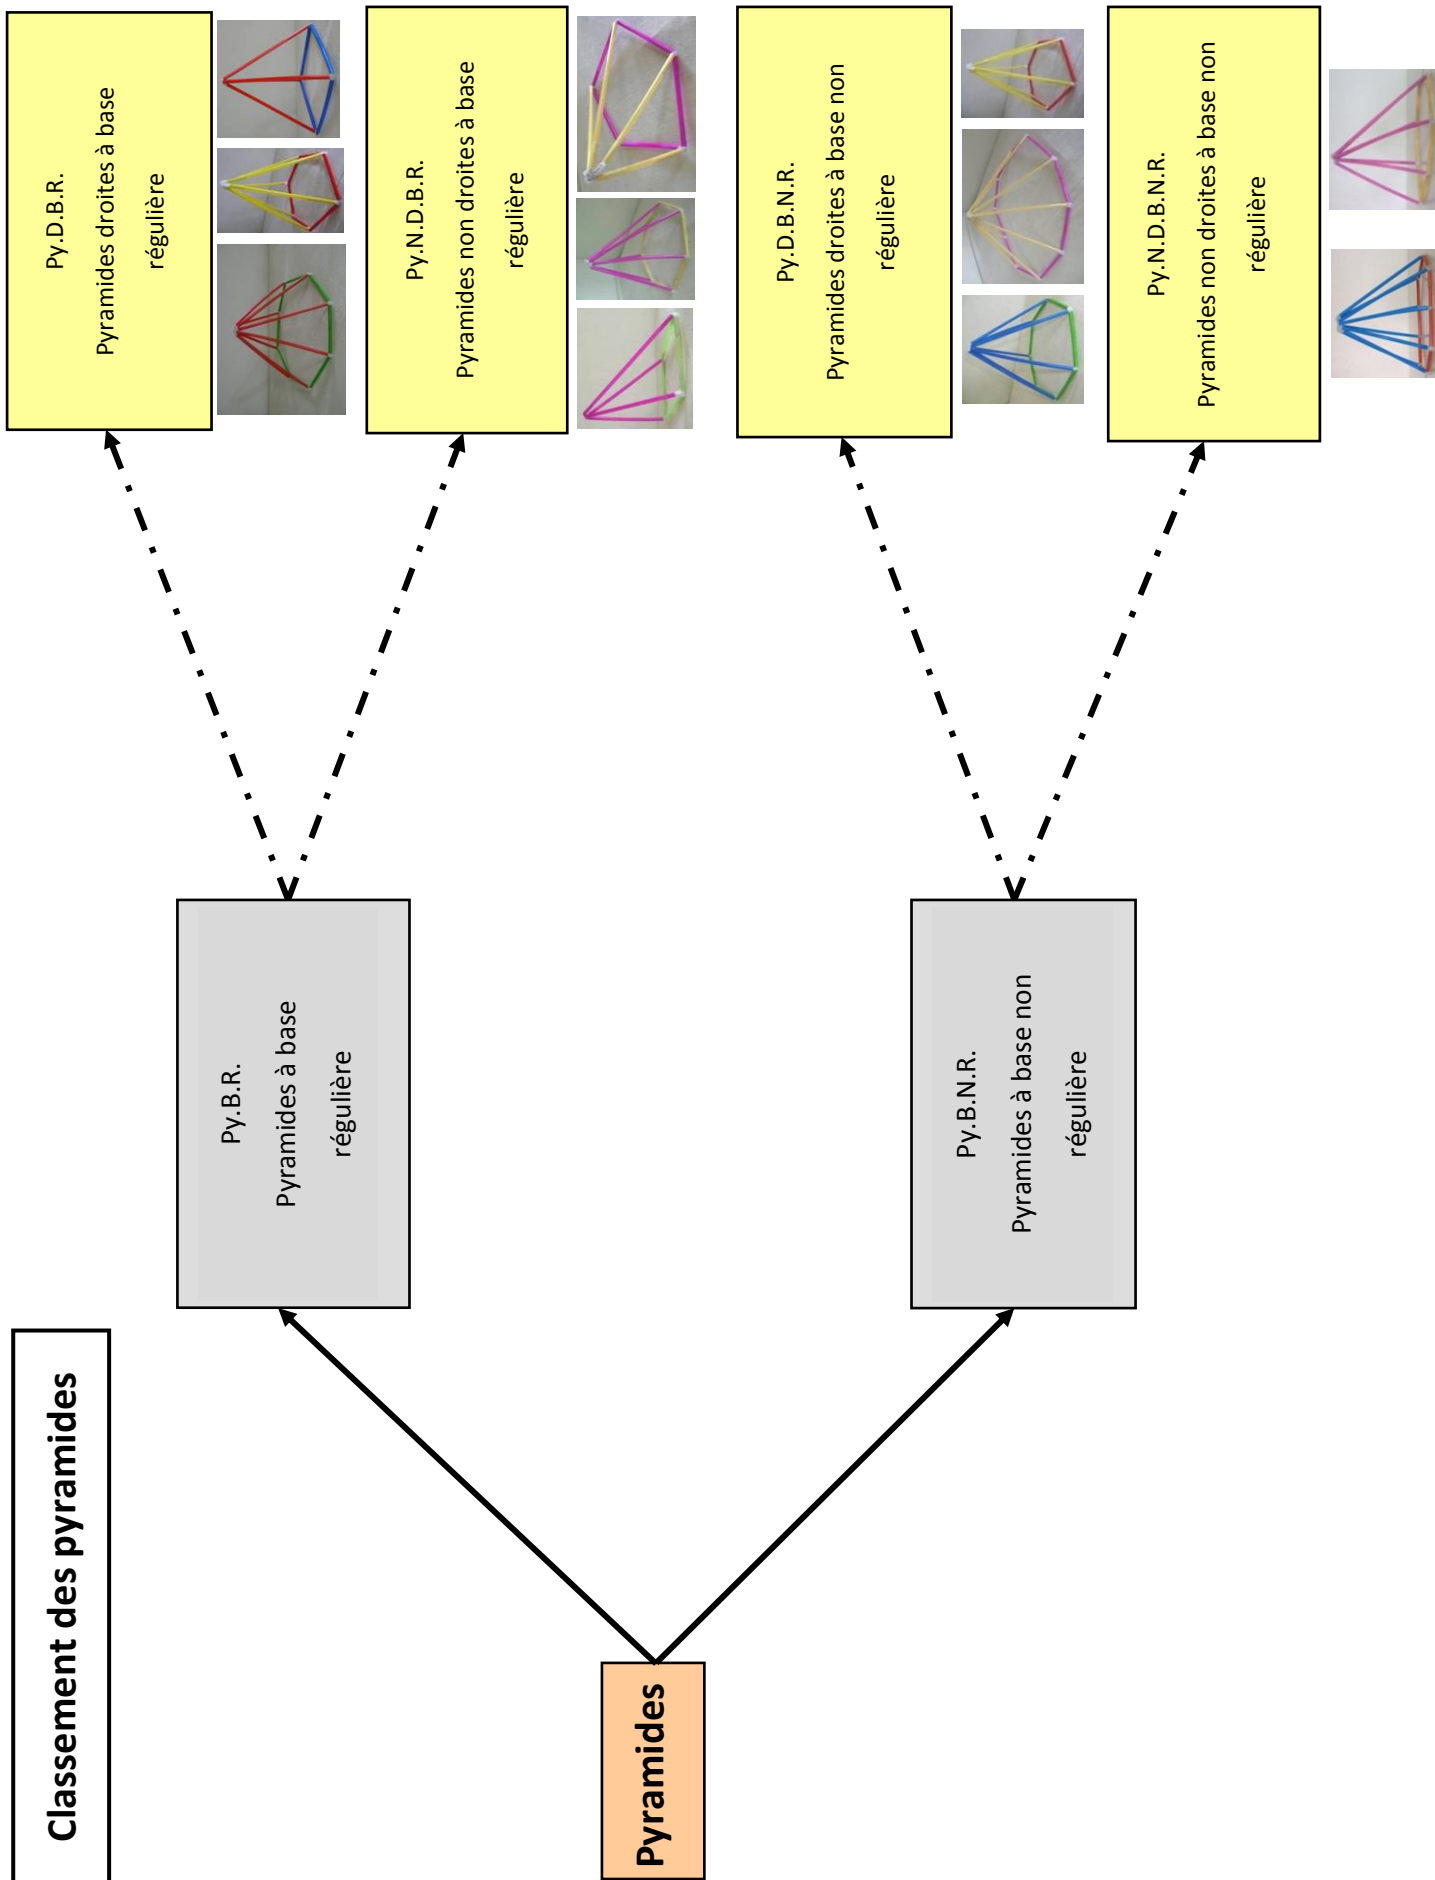 Classement des pyramides
Pyramides
Py.B.R.
Pyramides à base
régulière
Py.B.N.R.
Pyramides à base non
régulière
Py.D.B.R.
Pyramides droites à base
régulière
Py.N.D.B.R.
Pyramides non droites à base
régulière
Py.D.B.N.R.
Pyramides droites à base non
régulière
Py.N.D.B.N.R.
Pyramides non droites à base non
régulière